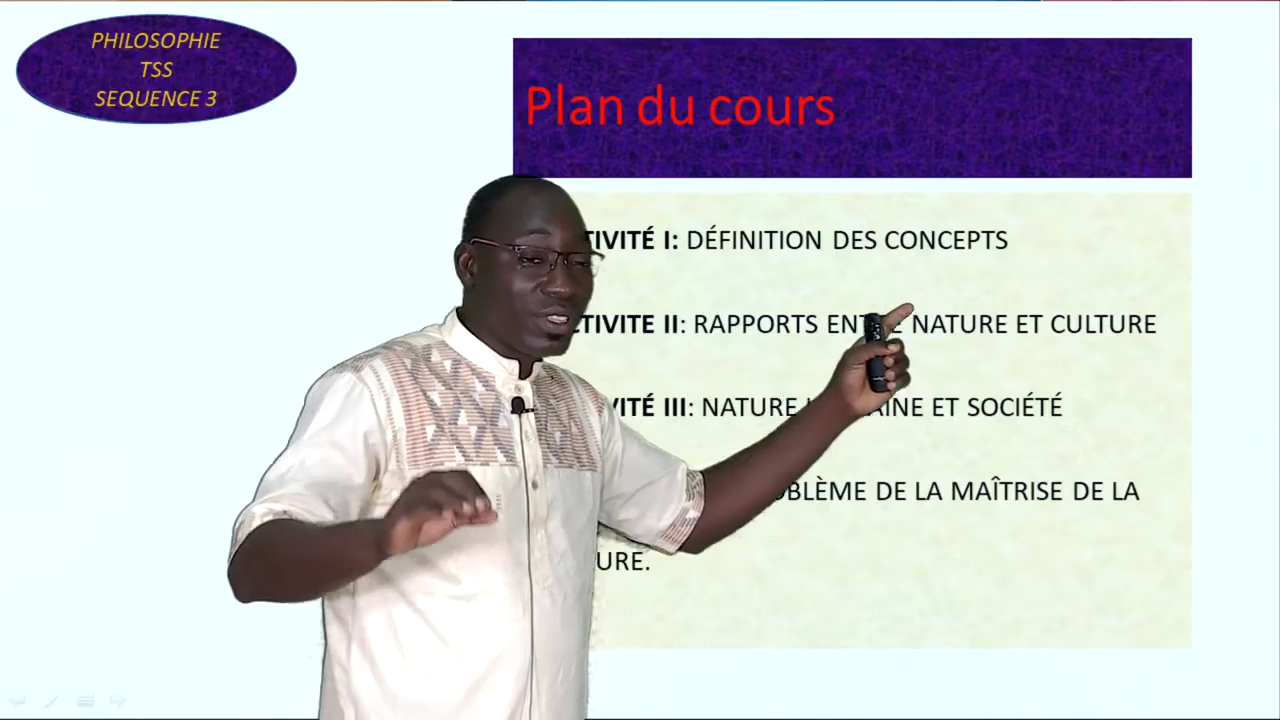 PHILOSOPHIE
TSS
SEQUENCE 3
Plan du cours
I: DÉFINITION DES CONCEPTS
II: RAPPORTS NATURE ET CULTURE
III: NATURE ET SOCIÉTÉ
DE LA MAÎTRISE DE LA